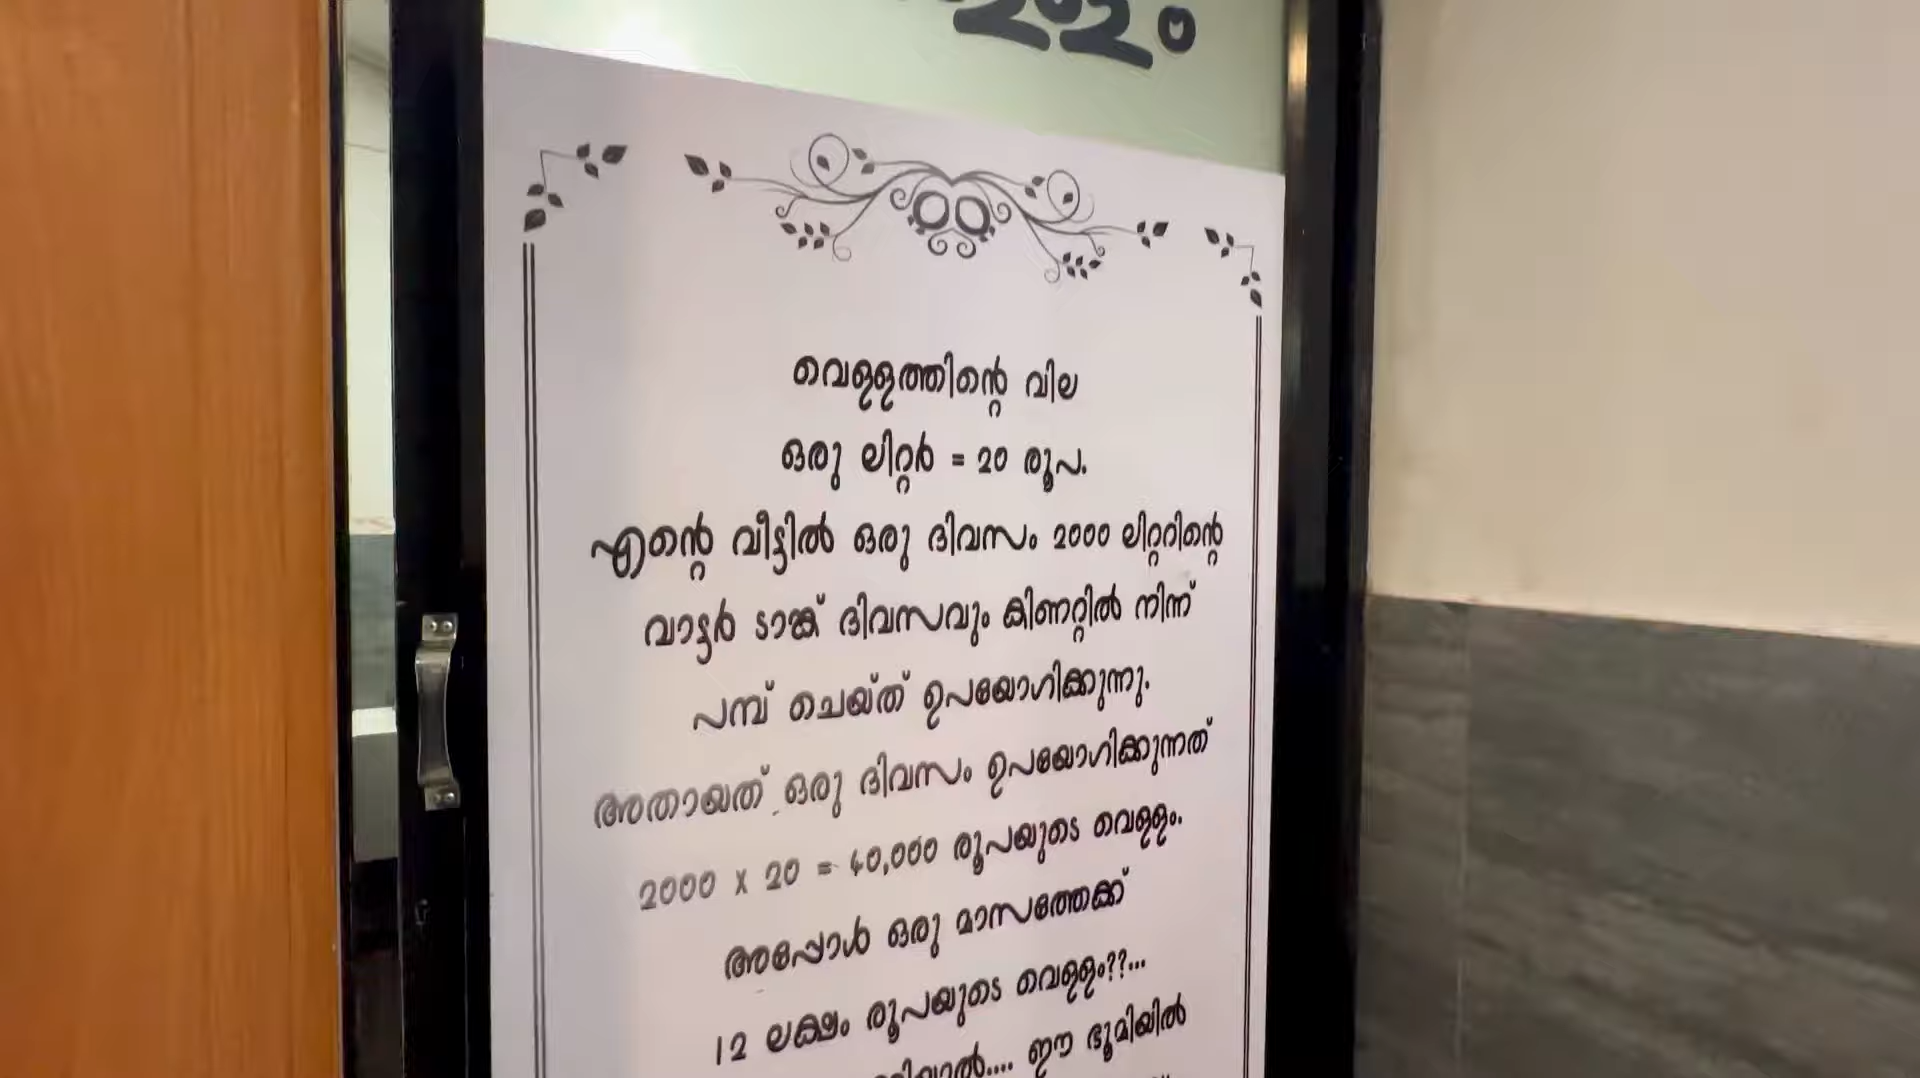 വെള്ളത്തിന്റെ വില
ഒരു ലിറ്റർ = 20 രൂപ.
എന്റെ വീട്ടിൽ ഒരു ദിവസം 2000 ലിറ്ററിന്റെ
വാട്ടർ ടാങ്ക് ദിവസവും കിണറ്റിൽ നിന്ന്
പമ്പ് ചെയ്ത് ഉപയോഗിക്കുന്നു.
അതായത് ഒരു ദിവസം ഉപയോഗിക്കുന്നത്
2000 x 20 = 40,000 രൂപയുടെ വെള്ളം.
അപ്പോൾ ഒരു മാസത്തേക്ക്
12 ലക്ഷം രൂപയുടെ വെള്ളം??...
ഈ ഭൂമിയിൽ